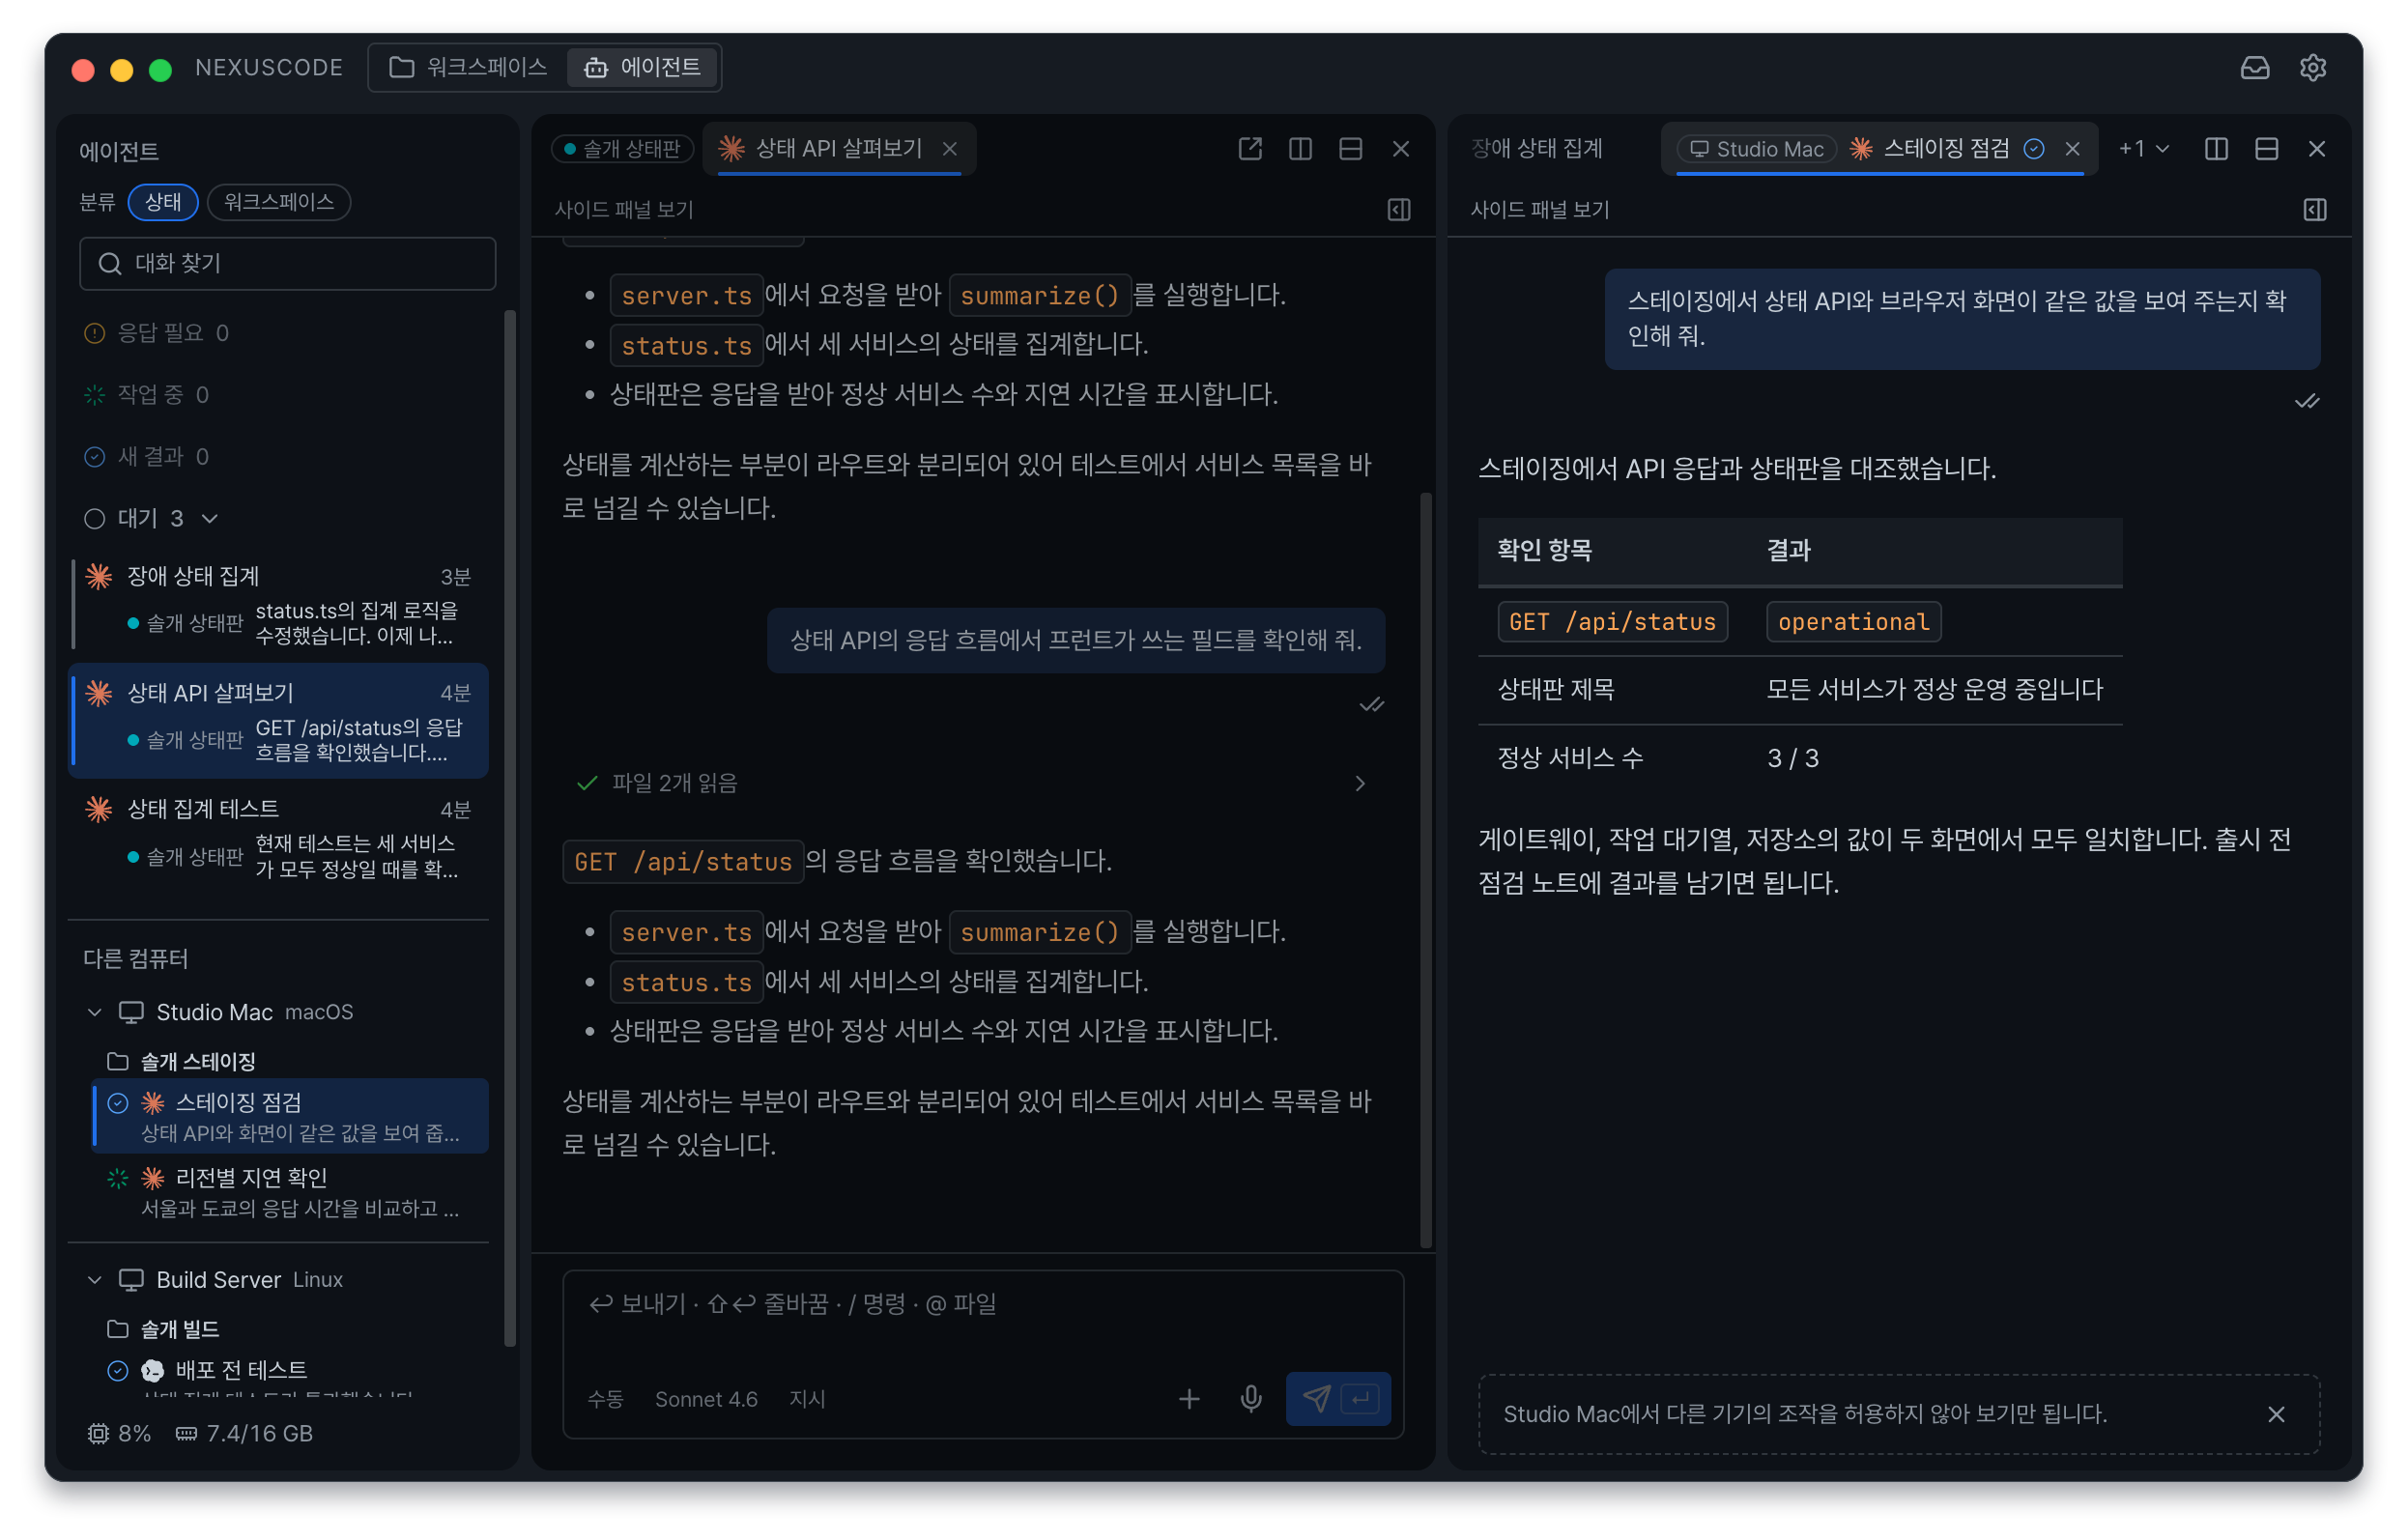 NEXUSCODE
워크스페이스
에이전트
에이전트
분류
상태
워크스페이스
대화 찾기
응답 필요 0
작업 중 0
새 결과 0
대기 3
장애 상태 집계
3분
솔개 상태판
status.ts의 집계 로직을
수정했습니다. 이제 나...
상태 API 살펴보기
4분
솔개 상태판
GET /api/status의 응답
흐름을 확인했습니다....
상태 집계 테스트
4분
솔개 상태판
현재 테스트는 세 서비스
가 모두 정상일 때를 확...
다른 컴퓨터
Studio Mac macOS
솔개 스테이징
스테이징 점검
상태 API와 화면이 같은 값을 보여 줍...
리전별 지연 확인
서울과 도쿄의 응답 시간을 비교하고 ...
Build Server Linux
솔개 빌드
배포 전 테스트
8%
7.4/16 GB
솔개 상태판
상태 API 살펴보기
사이드 패널 보기
server.ts에서 요청을 받아 summarize()를 실행합니다.
status.ts에서 세 서비스의 상태를 집계합니다.
상태판은 응답을 받아 정상 서비스 수와 지연 시간을 표시합니다.
상태를 계산하는 부분이 라우트와 분리되어 있어 테스트에서 서비스 목록을 바
로 넘길 수 있습니다.
상태 API의 응답 흐름에서 프런트가 쓰는 필드를 확인해 줘.
파일 2개 읽음
GET /api/status의 응답 흐름을 확인했습니다.
server.ts에서 요청을 받아 summarize()를 실행합니다.
status.ts에서 세 서비스의 상태를 집계합니다.
상태판은 응답을 받아 정상 서비스 수와 지연 시간을 표시합니다.
상태를 계산하는 부분이 라우트와 분리되어 있어 테스트에서 서비스 목록을 바
로 넘길 수 있습니다.
↩ 보내기 · ⇧↩ 줄바꿈 · / 명령 · @ 파일
수동
Sonnet 4.6
지시
장애 상태 집계
Studio Mac
스테이징 점검
+1
사이드 패널 보기
스테이징에서 상태 API와 브라우저 화면이 같은 값을 보여 주는지 확
인해 줘.
스테이징에서 API 응답과 상태판을 대조했습니다.
확인 항목
결과
GET /api/status
operational
상태판 제목
모든 서비스가 정상 운영 중입니다
정상 서비스 수
3 / 3
게이트웨이, 작업 대기열, 저장소의 값이 두 화면에서 모두 일치합니다. 출시 전
점검 노트에 결과를 남기면 됩니다.
Studio Mac에서 다른 기기의 조작을 허용하지 않아 보기만 됩니다.